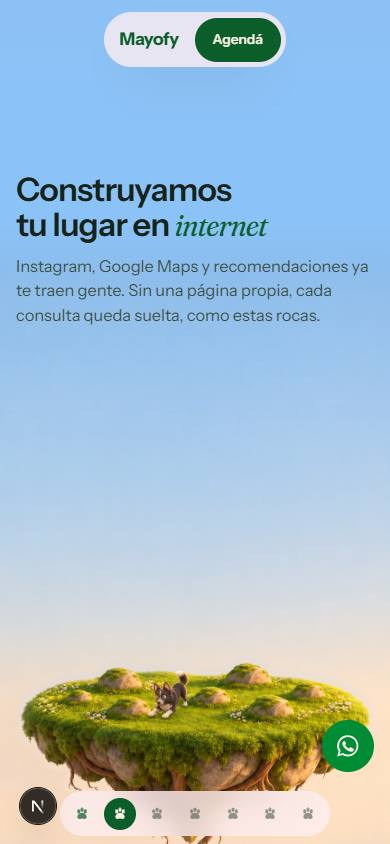 Mayofy
Agendá
Construyamos
tu lugar en internet
Instagram, Google Maps y recomendaciones ya
te traen gente. Sin una página propia, cada
consulta queda suelta, como estas rocas.
N